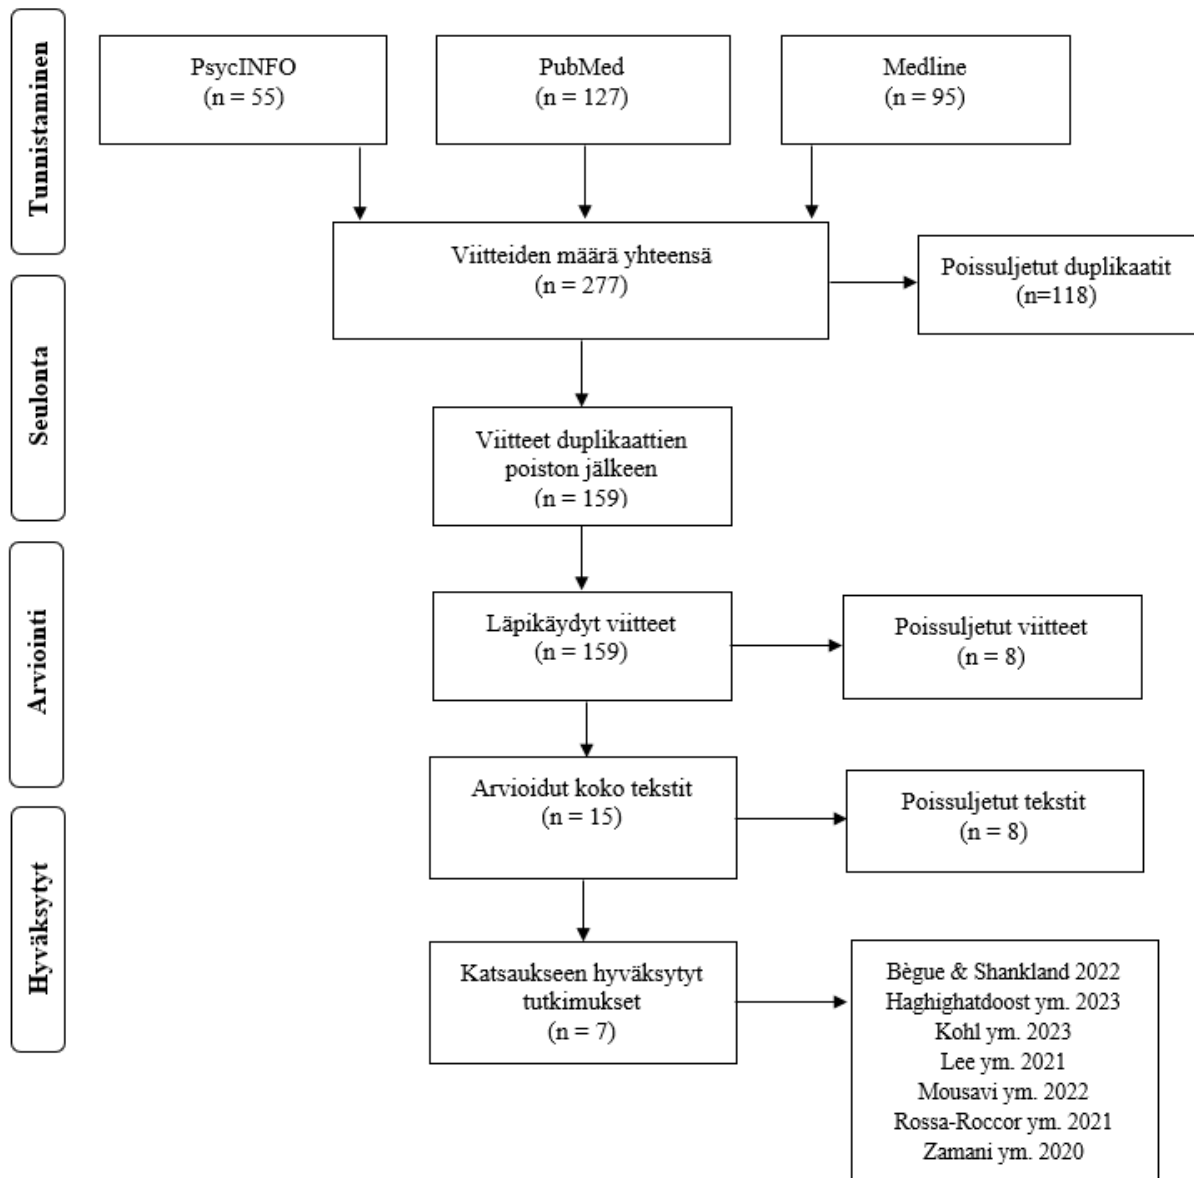 Tunnistaminen
PsycINFO
(n = 55)
PubMed
(n = 127)
Medline
(n = 95)
Viitteiden määrä yhteensä
(n = 277)
Poissuljetut duplikaatit
(n=118)
Seulonta
Viitteet duplikaattien
poiston jälkeen
(n = 159)
Arviointi
Läpikäydyt viitteet
(n = 159)
Poissuljetut viitteet
(n = 8)
Arvioidut koko tekstit
(n = 15)
Poissuljetut tekstit
(n = 8)
Hyväksytyt
Katsaukseen hyväksytyt
tutkimukset
(n = 7)
Bègue & Shankland 2022
Haghighatdoost ym. 2023
Kohl ym. 2023
Lee ym. 2021
Mousavi ym. 2022
Rossa-Roccor ym. 2021
Zamani ym. 2020